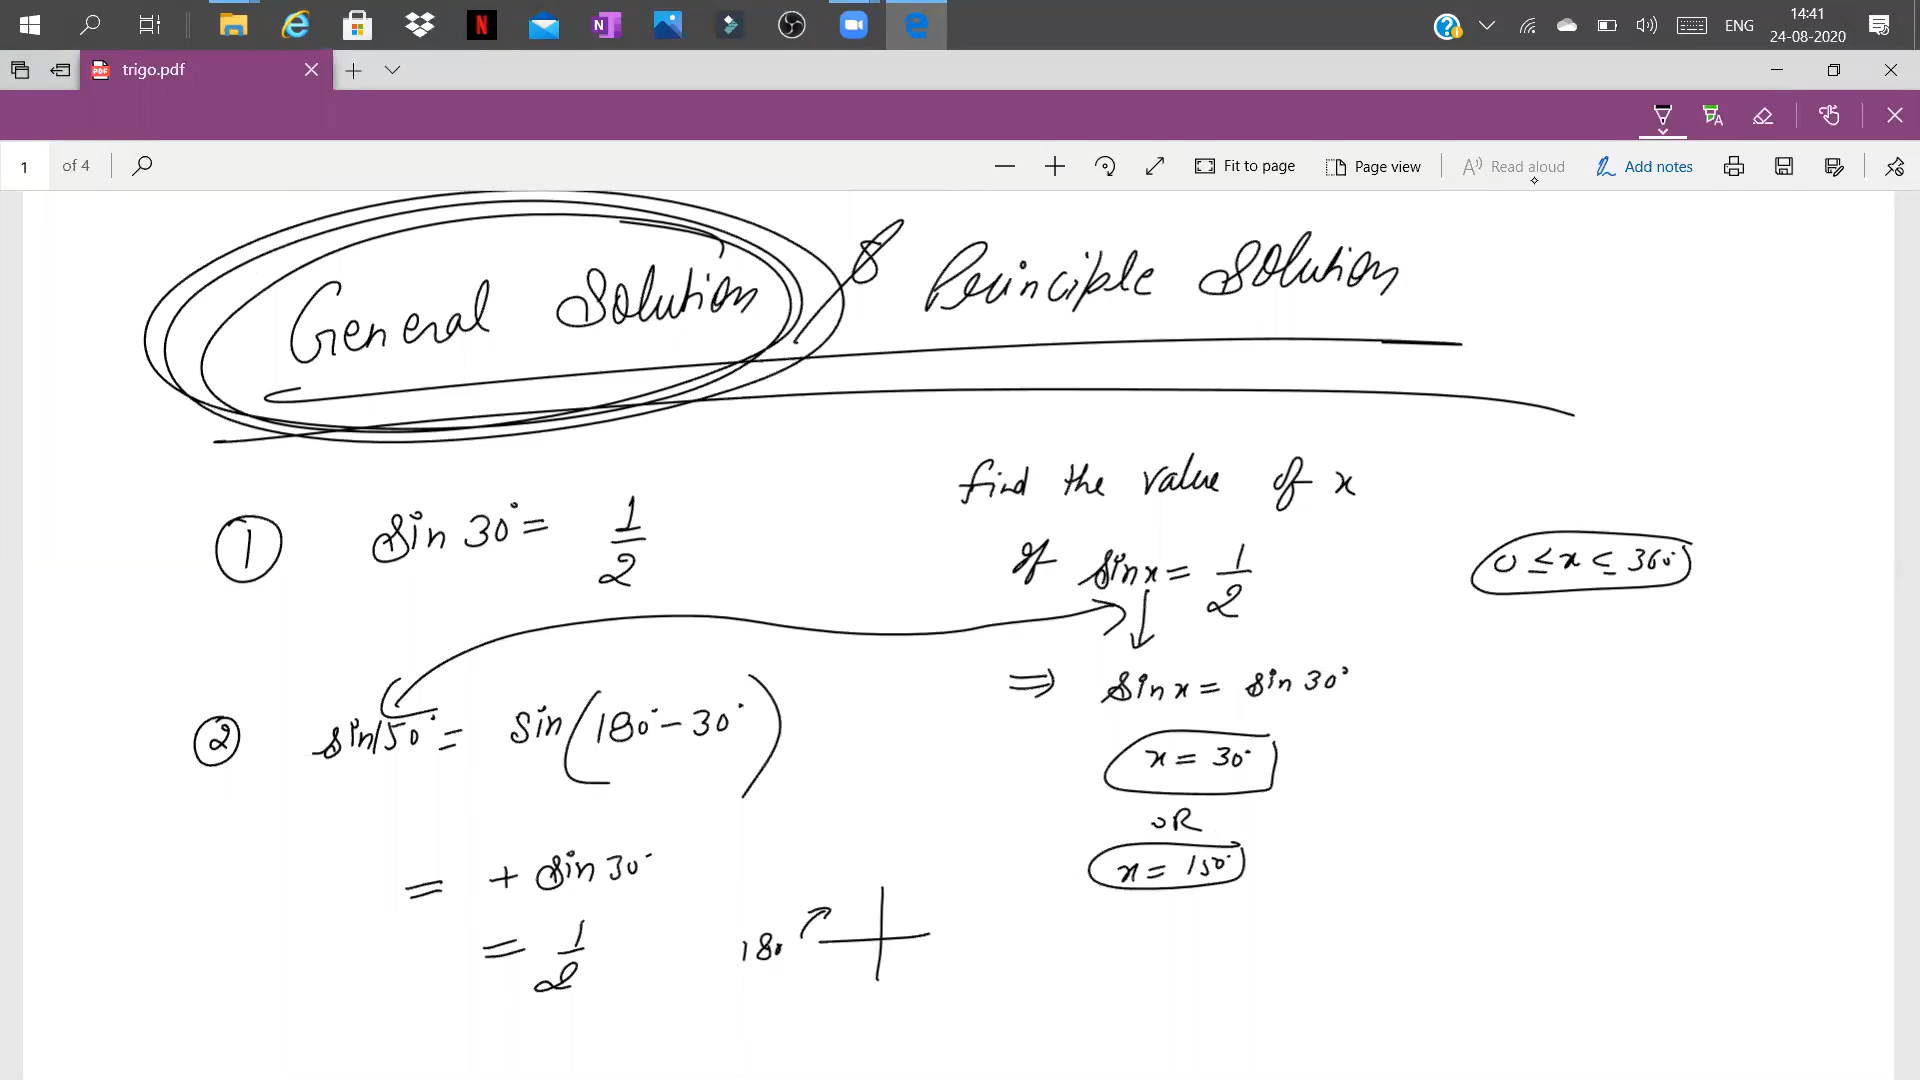 14:41
ENG
24-08-2020
trigo.pdf
1 of 4
Fit to page
Page view
Read aloud
Add notes
General Solution & Principle Solution
find the value of x
① Sin 30° = 1/2
If sin x = 1/2
0 ≤ x ≤ 360°
⇒ sin x = sin 30°
② sin 150° = sin (180° - 30°)
x = 30°
OR
x = 150°
= + sin 30°
= 1/2
180